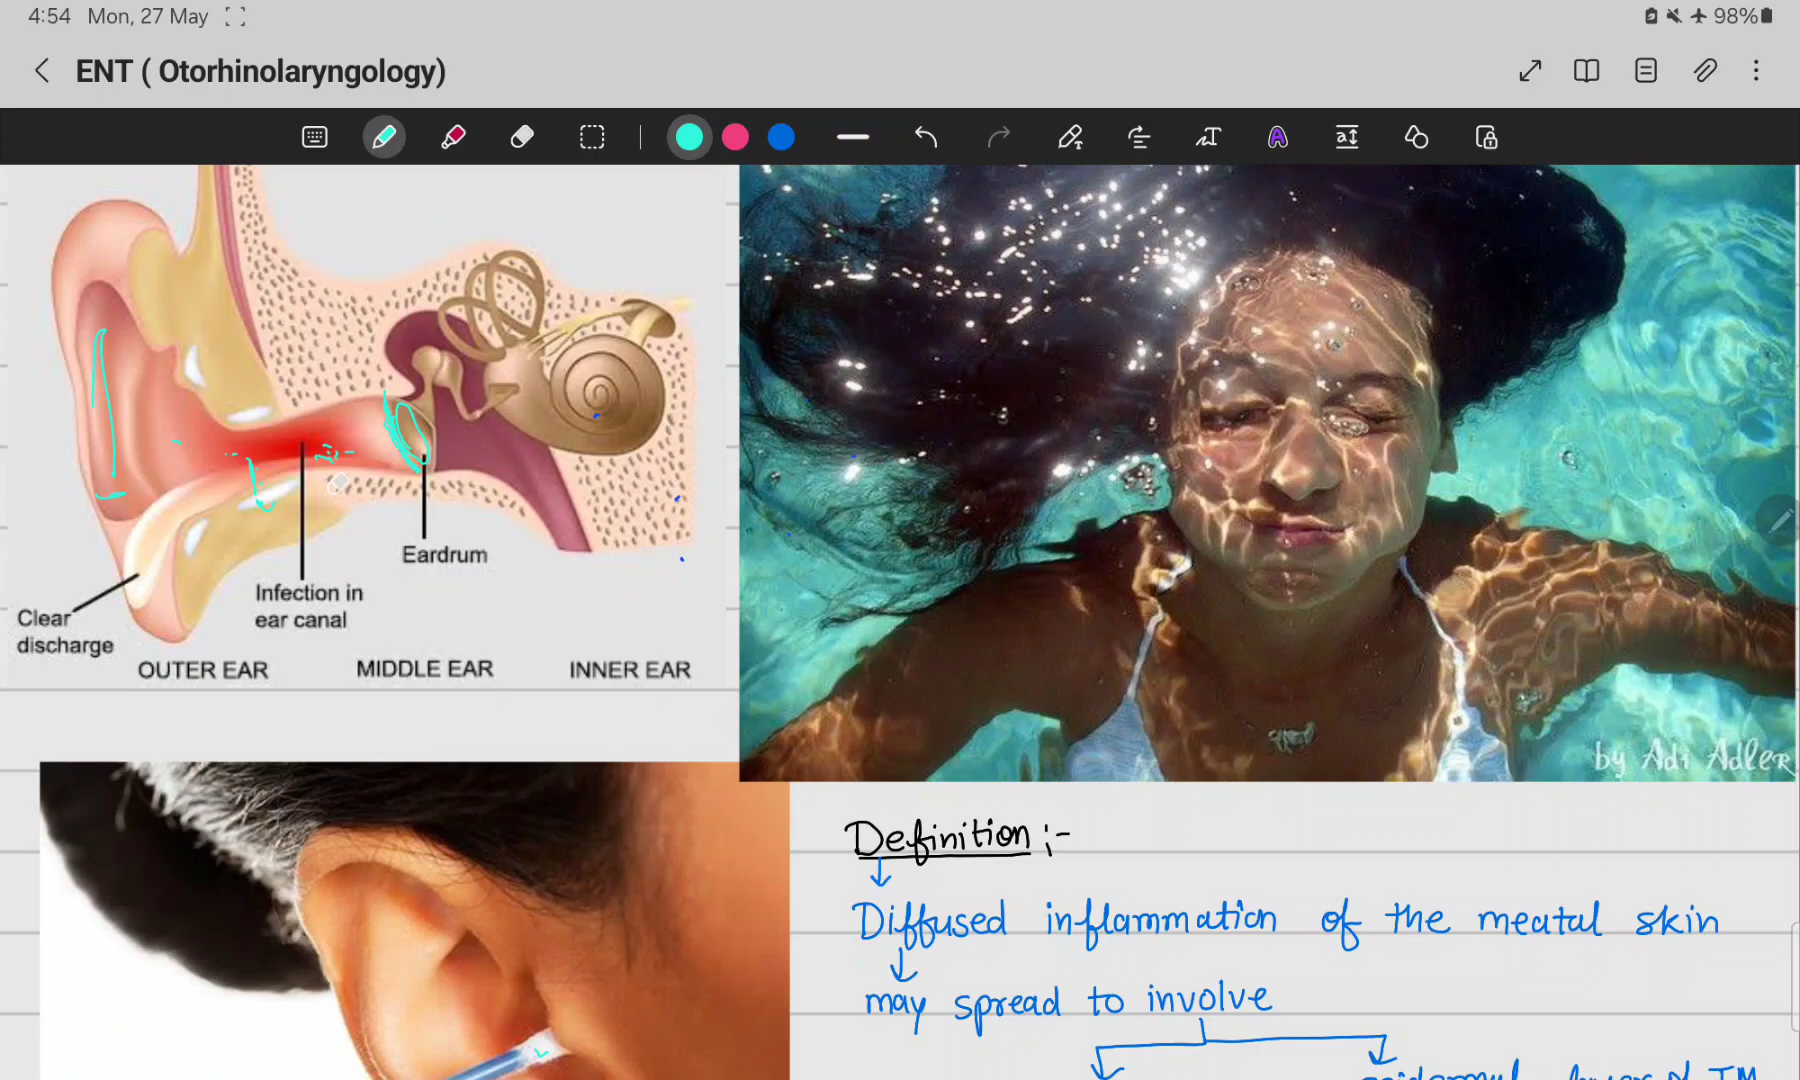 4:54 Mon, 27 May
98%
ENT ( Otorhinolaryngology)
Eardrum
Infection in
ear canal
Clear
discharge
OUTER EAR MIDDLE EAR INNER EAR
by Adi Adler
Definition :-
Diffused inflammation of the meatal skin
may spread to involve